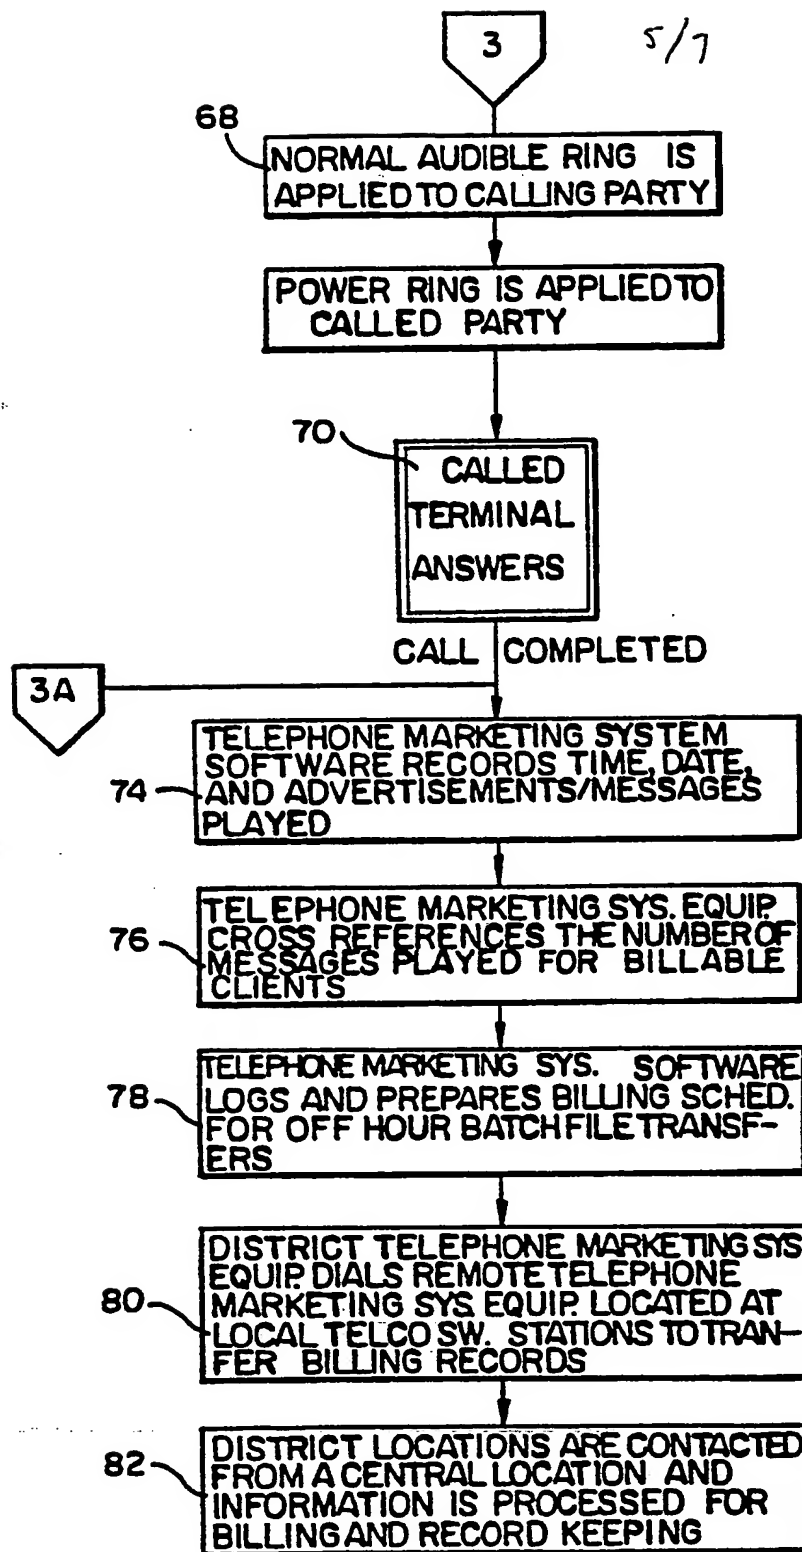 3
5/7
68
NORMAL AUDIBLE RING IS
APPLIED TO CALLING PARTY
POWER RING IS APPLIED TO
CALLED PARTY
70
CALLED
TERMINAL
ANSWERS
CALL COMPLETED
3A
74
TELEPHONE MARKETING SYSTEM
SOFTWARE RECORDS TIME, DATE,
AND ADVERTISEMENTS/MESSAGES
PLAYED
76
TELEPHONE MARKETING SYS. EQUIP.
CROSS REFERENCES THE NUMBER OF
MESSAGES PLAYED FOR BILLABLE
CLIENTS
78
TELEPHONE MARKETING SYS. SOFTWARE
LOGS AND PREPARES BILLING SCHED.
FOR OFF HOUR BATCH FILE TRANSF-
ERS
80
DISTRICT TELEPHONE MARKETING SYS
EQUIP. DIALS REMOTE TELEPHONE
MARKETING SYS. EQUIP. LOCATED AT
LOCAL TELCO SW. STATIONS TO TRAN-
FER BILLING RECORDS
82
DISTRICT LOCATIONS ARE CONTACTED
FROM A CENTRAL LOCATION AND
INFORMATION IS PROCESSED FOR
BILLING AND RECORD KEEPING